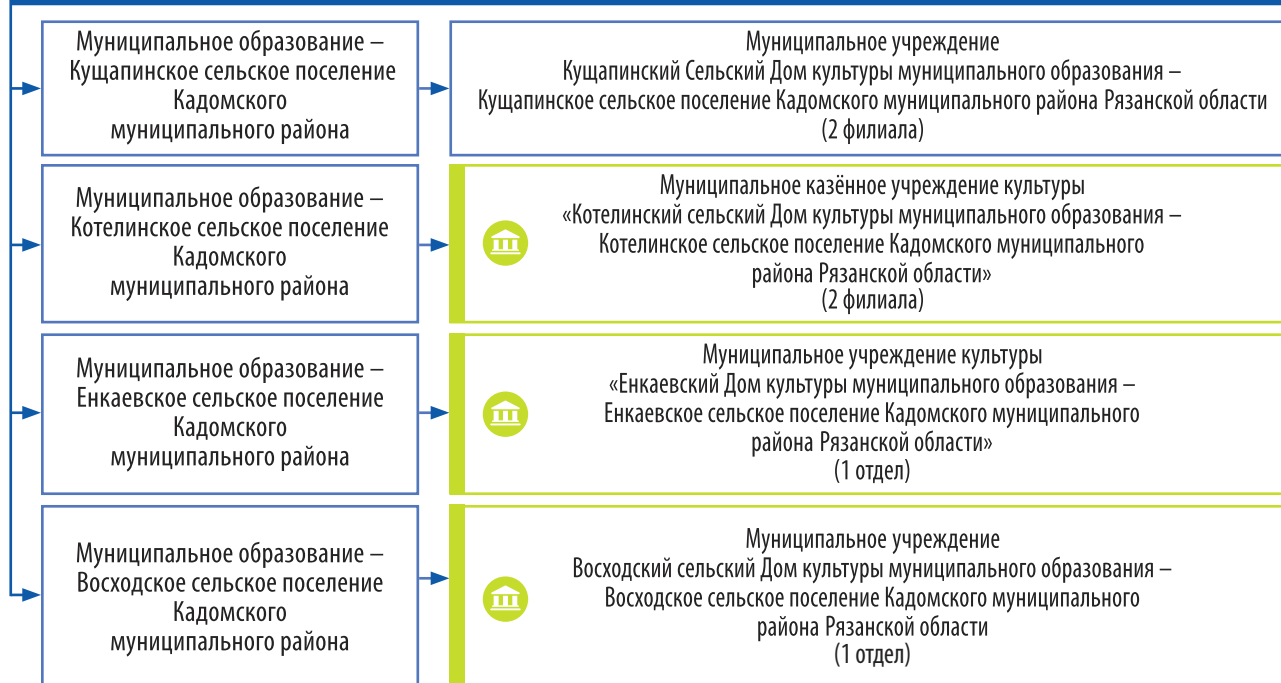 Муниципальное образование –
Кущапинское сельское поселение
Кадомского
муниципального района
Муниципальное учреждение
Кущапинский Сельский Дом культуры муниципального образования –
Кущапинское сельское поселение Кадомского муниципального района Рязанской области
(2 филиала)
Муниципальное образование –
Котелинское сельское поселение
Кадомского
муниципального района
Муниципальное казённое учреждение культуры
«Котелинский сельский Дом культуры муниципального образования –
Котелинское сельское поселение Кадомского муниципального
района Рязанской области»
(2 филиала)
Муниципальное образование –
Енкаевское сельское поселение
Кадомского
муниципального района
Муниципальное учреждение культуры
«Енкаевский Дом культуры муниципального образования –
Енкаевское сельское поселение Кадомского муниципального
района Рязанской области»
(1 отдел)
Муниципальное образование –
Восходское сельское поселение
Кадомского
муниципального района
Муниципальное учреждение
Восходский сельский Дом культуры муниципального образования –
Восходское сельское поселение Кадомского муниципального
района Рязанской области
(1 отдел)